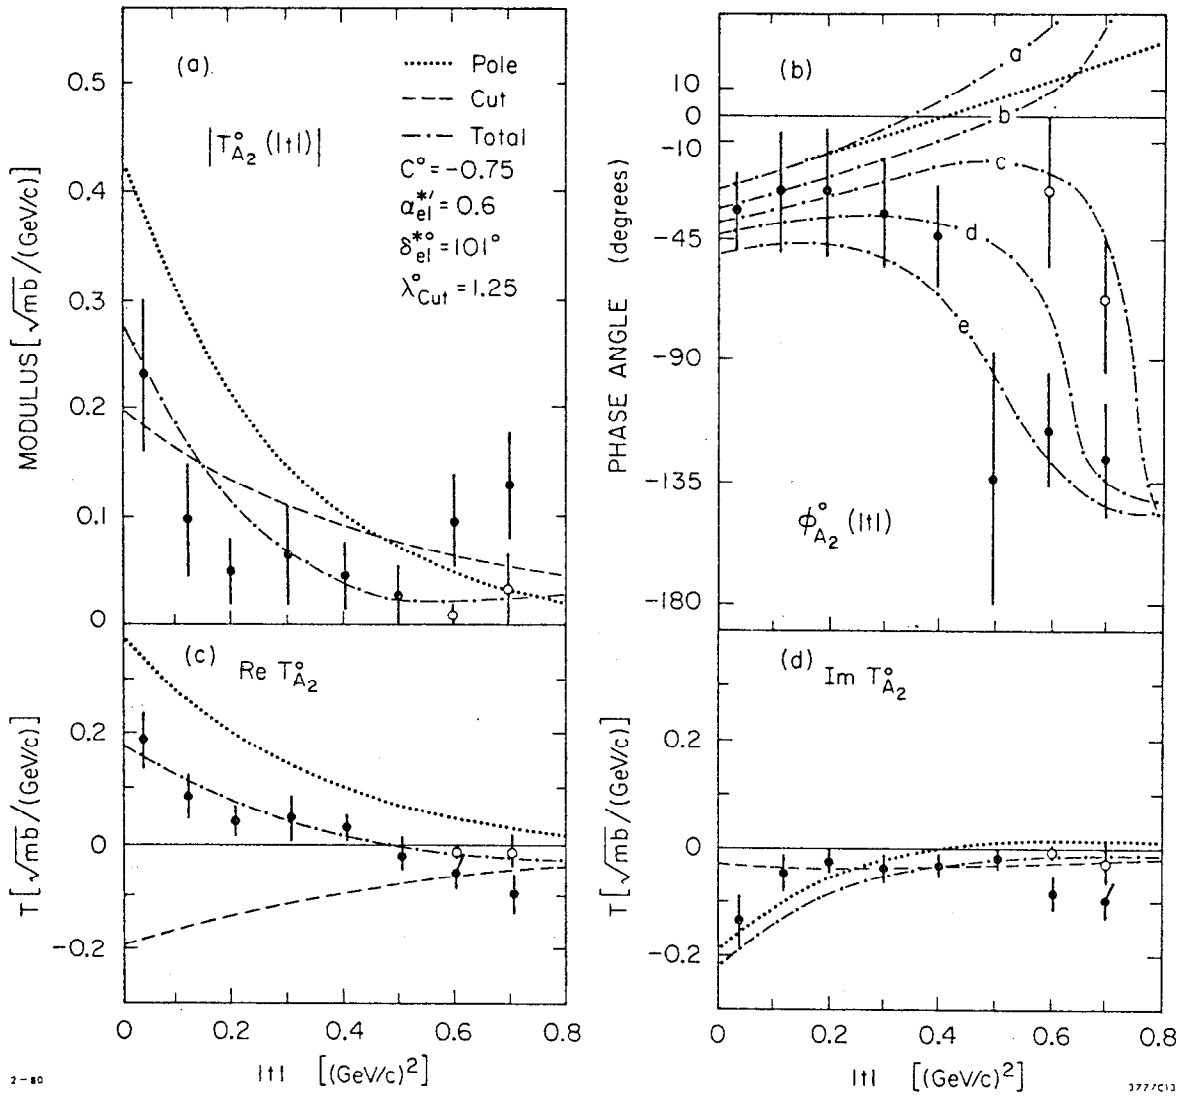 (a)
|T°A₂(|t|)|
Pole
Cut
Total
C° = -0.75
α*′el = 0.6
δ*°el = 101°
λ°Cut = 1.25
MODULUS [√mb/(GeV/c)]
0.5
0.4
0.3
0.2
0.1
0
(b)
a
b
c
d
e
ϕ°A₂(|t|)
PHASE ANGLE (degrees)
10
0
-10
-45
-90
-135
-180
(c)
Re T°A₂
T [√mb/(GeV/c)]
0.2
0
-0.2
0
0.2
0.4
0.6
0.8
|t| [(GeV/c)²]
(d)
Im T°A₂
T [√mb/(GeV/c)]
0.2
0
-0.2
0
0.2
0.4
0.6
0.8
|t| [(GeV/c)²]
2-80
3777C13